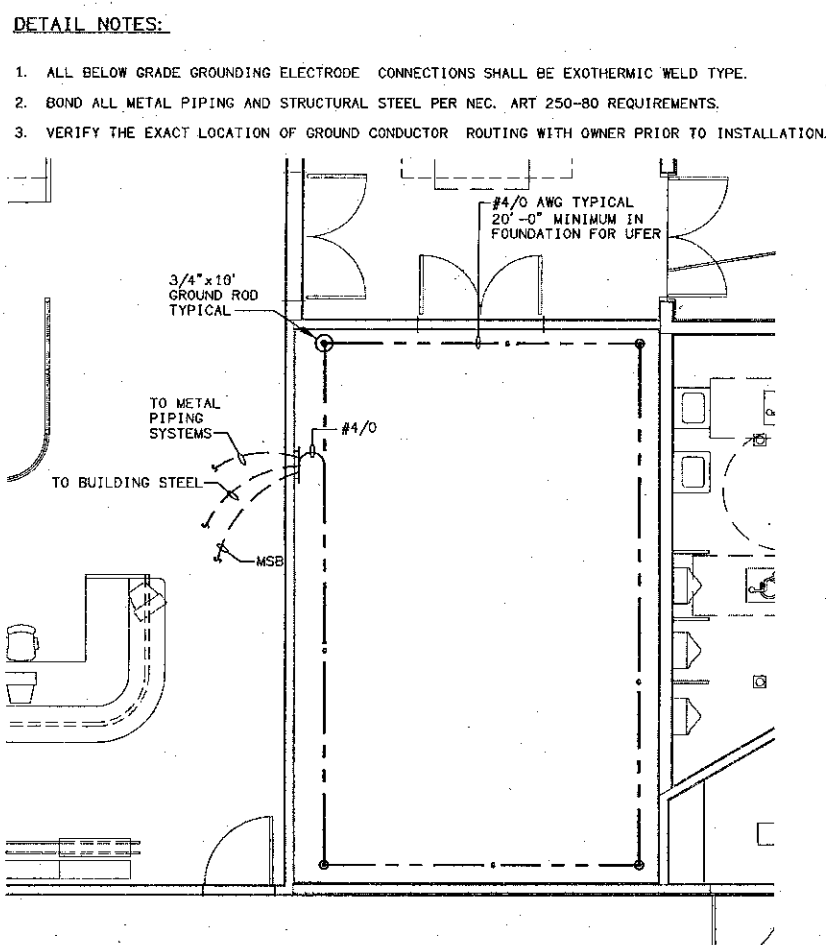 DETAIL NOTES:
1. ALL BELOW GRADE GROUNDING ELECTRODE CONNECTIONS SHALL BE EXOTHERMIC WELD TYPE.
2. BOND ALL METAL PIPING AND STRUCTURAL STEEL PER NEC. ART 250-80 REQUIREMENTS.
3. VERIFY THE EXACT LOCATION OF GROUND CONDUCTOR ROUTING WITH OWNER PRIOR TO INSTALLATION.
#4/0 AWG TYPICAL
20'-0" MINIMUM IN
FOUNDATION FOR UFER
3/4"x10'
GROUND ROD
TYPICAL
TO METAL
PIPING
SYSTEMS
#4/0
TO BUILDING STEEL
MSB
G
G
G
G